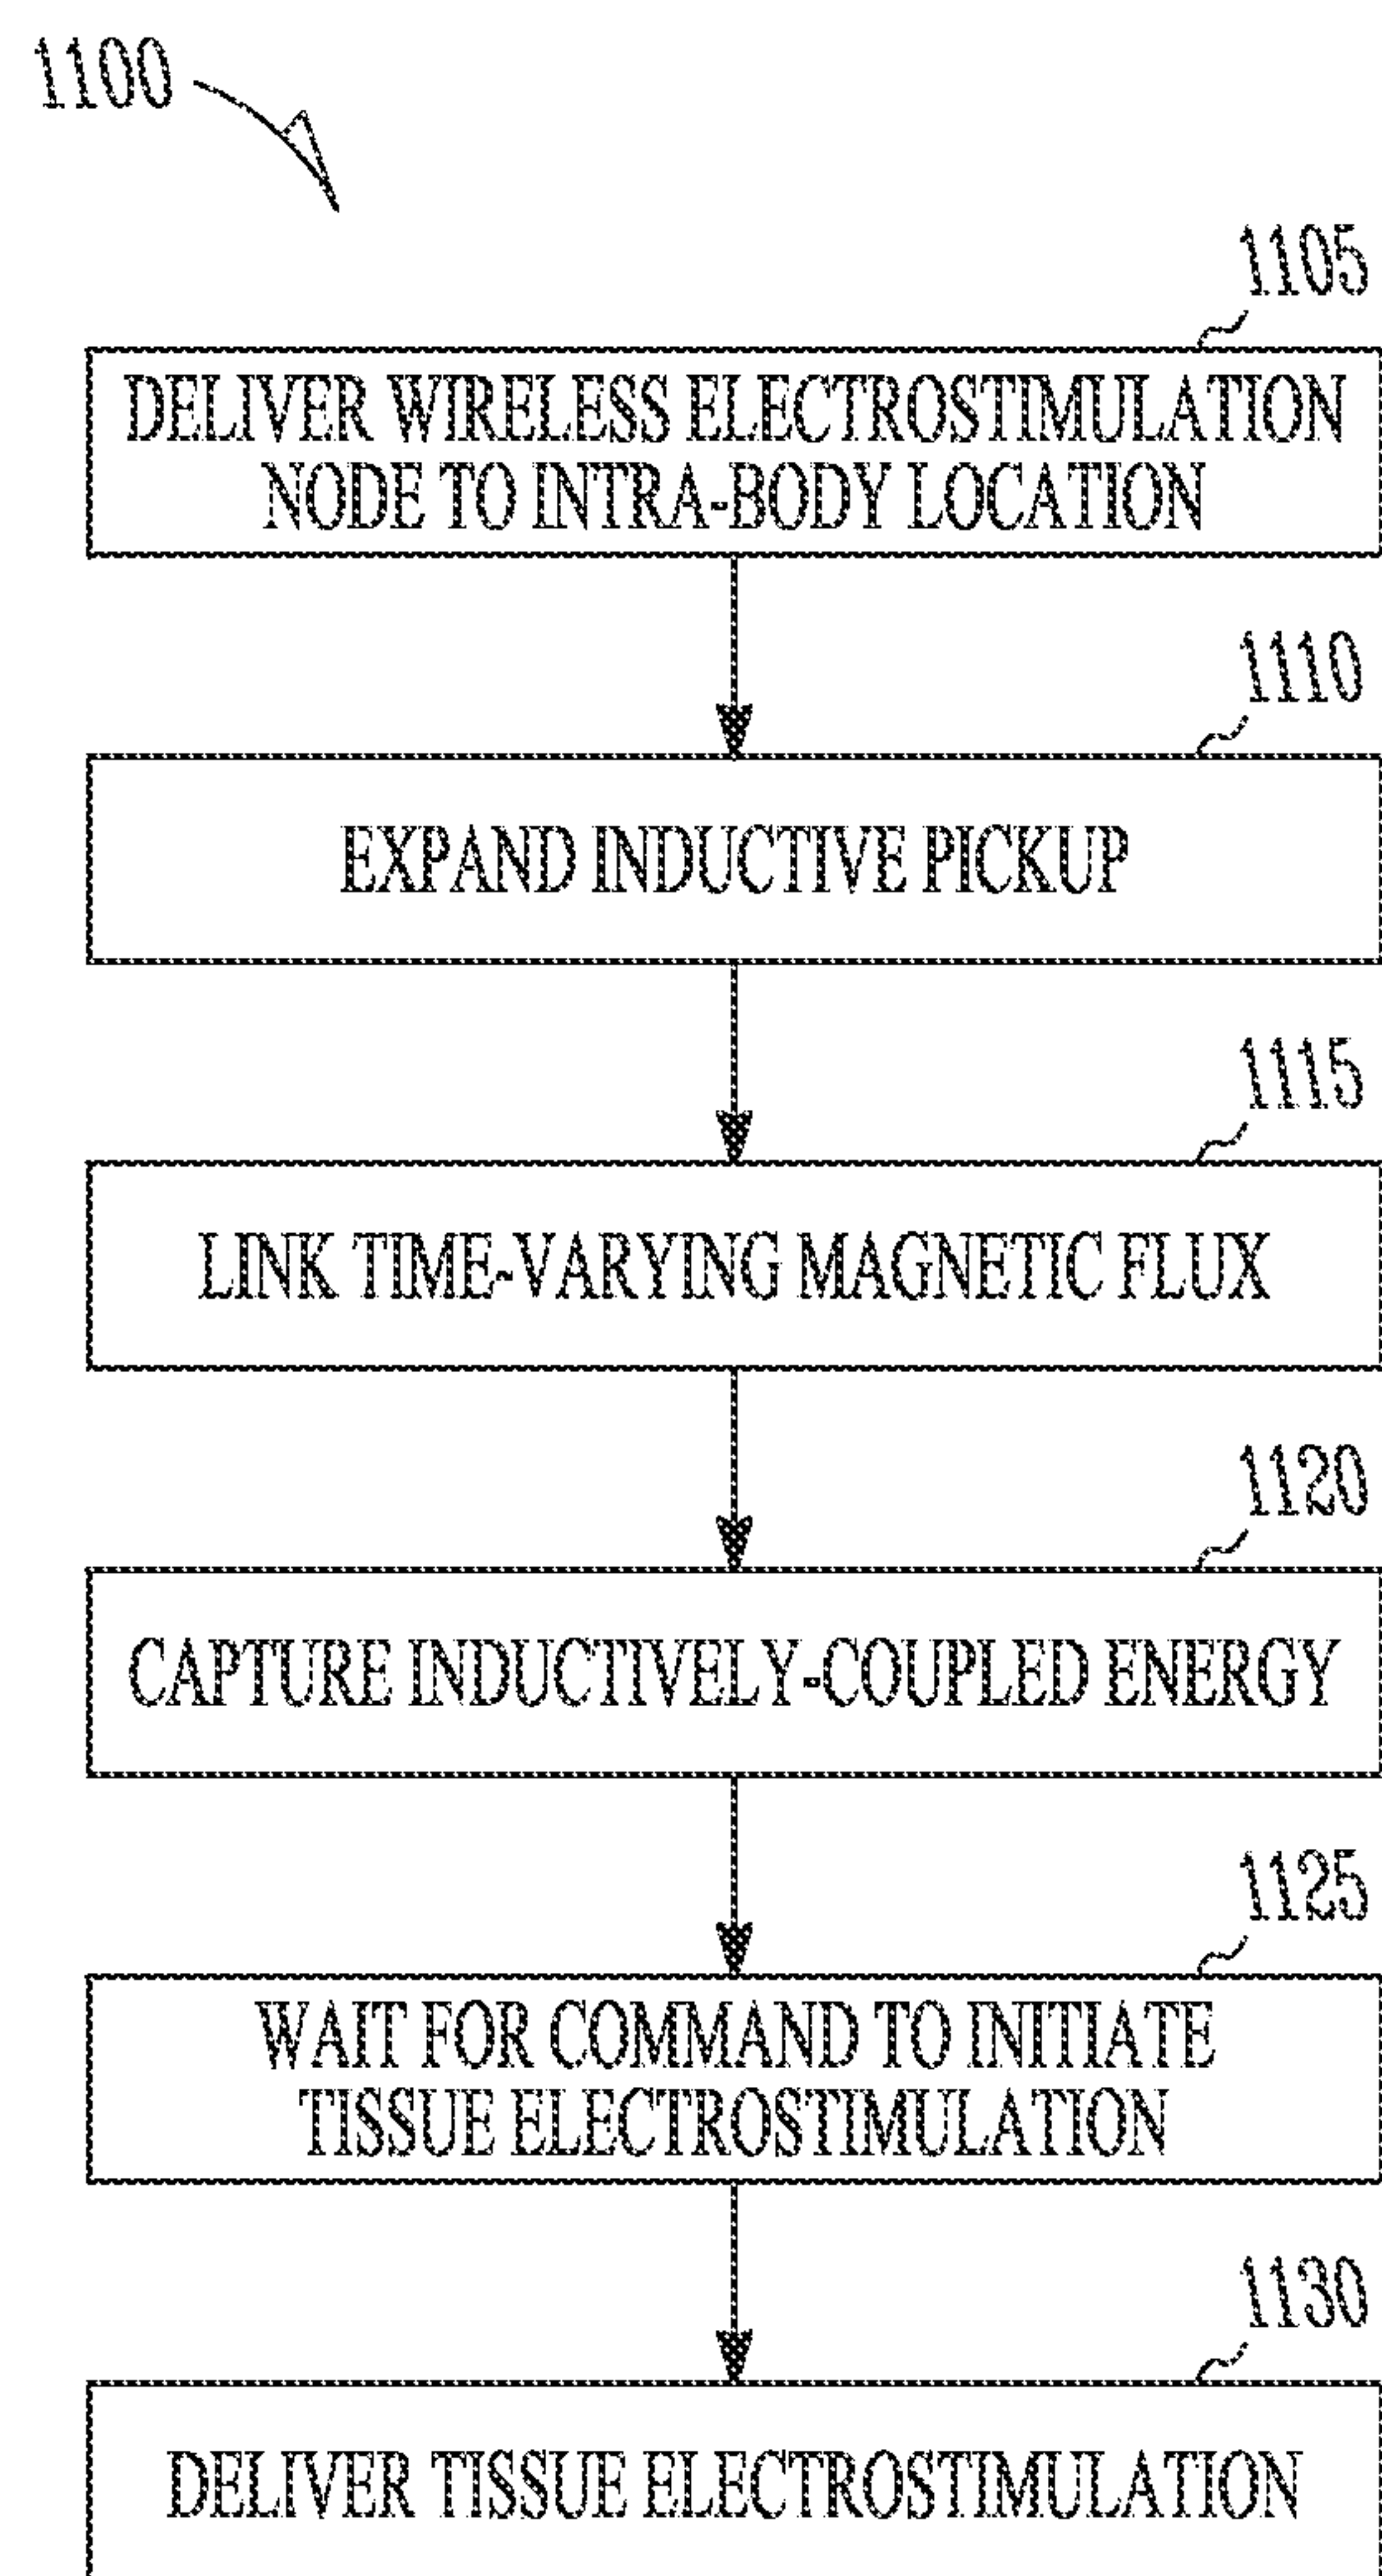 1100
1105
DELIVER WIRELESS ELECTROSTIMULATION
NODE TO INTRA-BODY LOCATION
1110
EXPAND INDUCTIVE PICKUP
1115
LINK TIME-VARYING MAGNETIC FLUX
1120
CAPTURE INDUCTIVELY-COUPLED ENERGY
1125
WAIT FOR COMMAND TO INITIATE
TISSUE ELECTROSTIMULATION
1130
DELIVER TISSUE ELECTROSTIMULATION